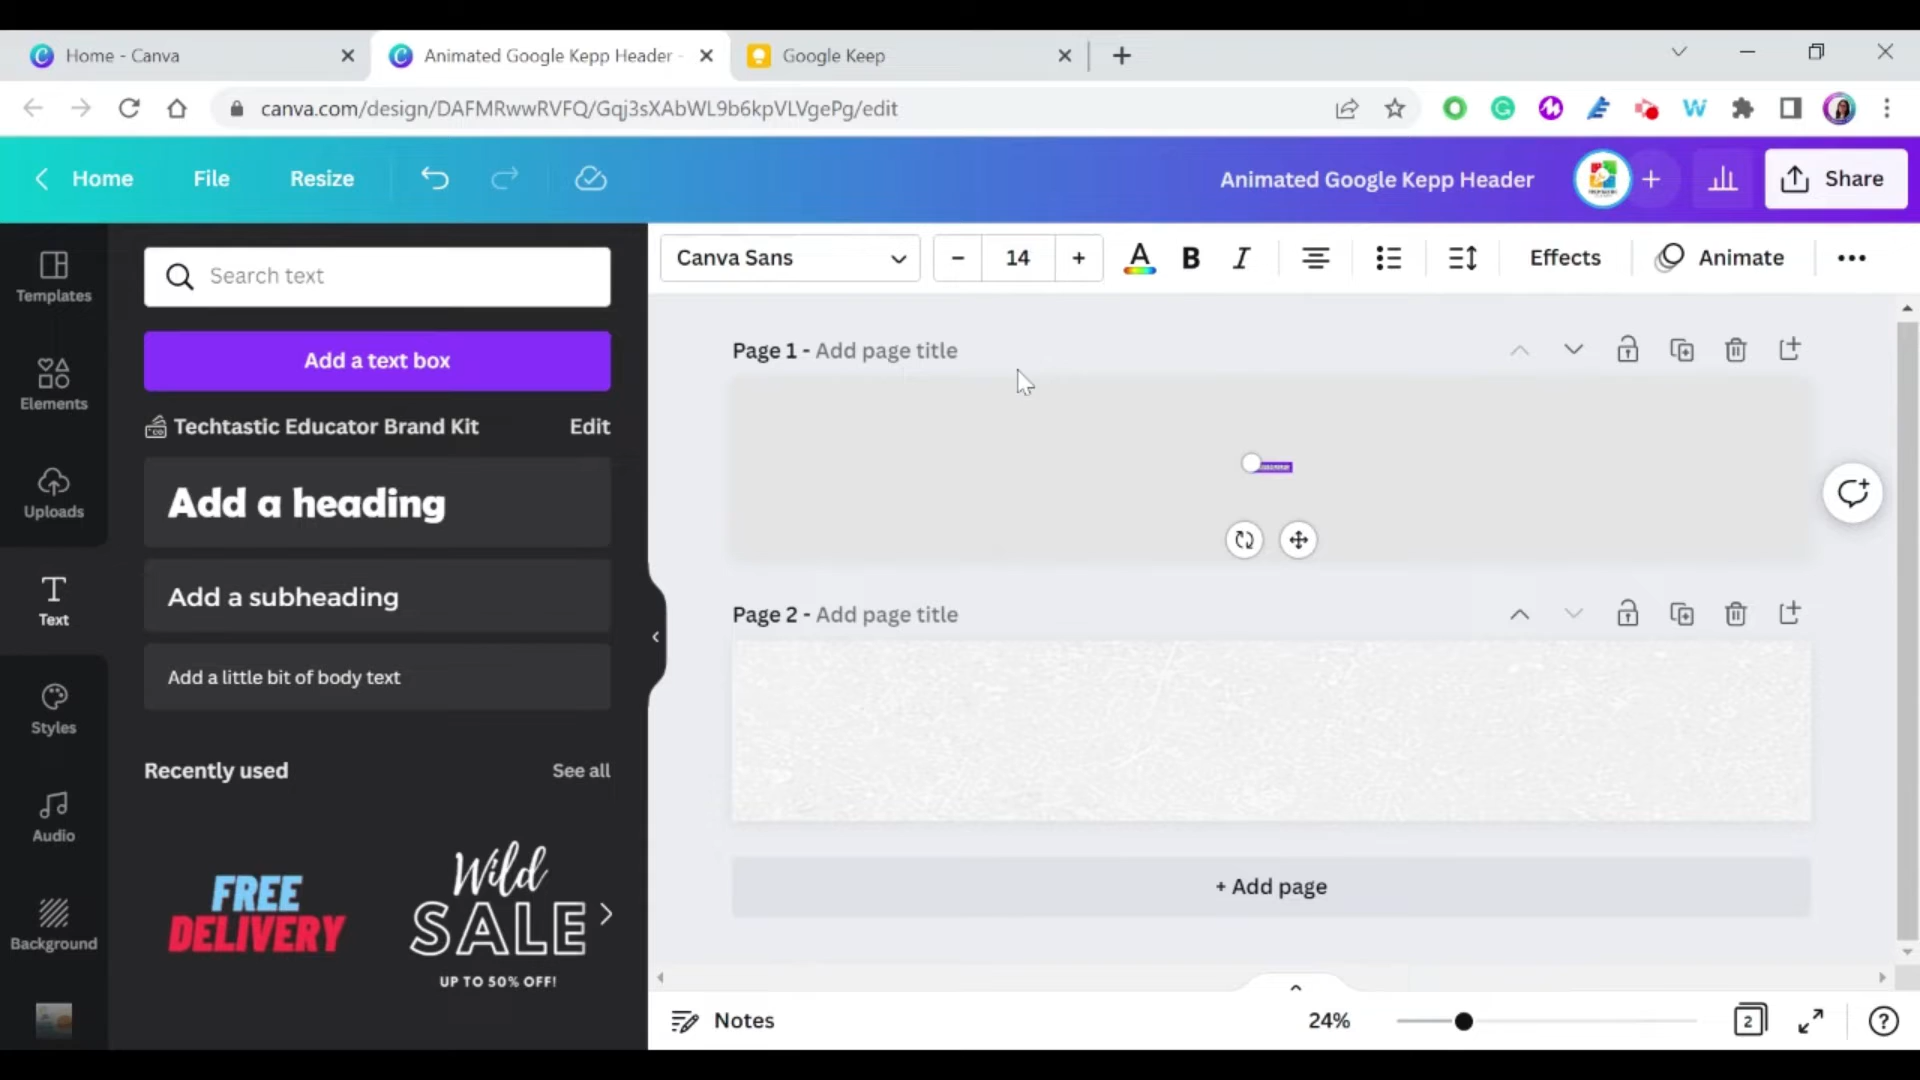 Home - Canva
Animated Google Kepp Header -
Google Keep
canva.com/design/DAFMRwwRVFQ/Gqj3sXAbWL9b6kpVLVgePg/edit
Home
File
Resize
Animated Google Kepp Header
Share
Templates
Elements
Uploads
Text
Styles
Audio
Background
Search text
Add a text box
Techtastic Educator Brand Kit
Edit
Add a heading
Add a subheading
Add a little bit of body text
Recently used
See all
FREE
DELIVERY
Wild
SALE
UP TO 50% OFF!
Canva Sans
14
A
B
I
Effects
Animate
Page 1 - Add page title
Page 2 - Add page title
+ Add page
Notes
24%
2